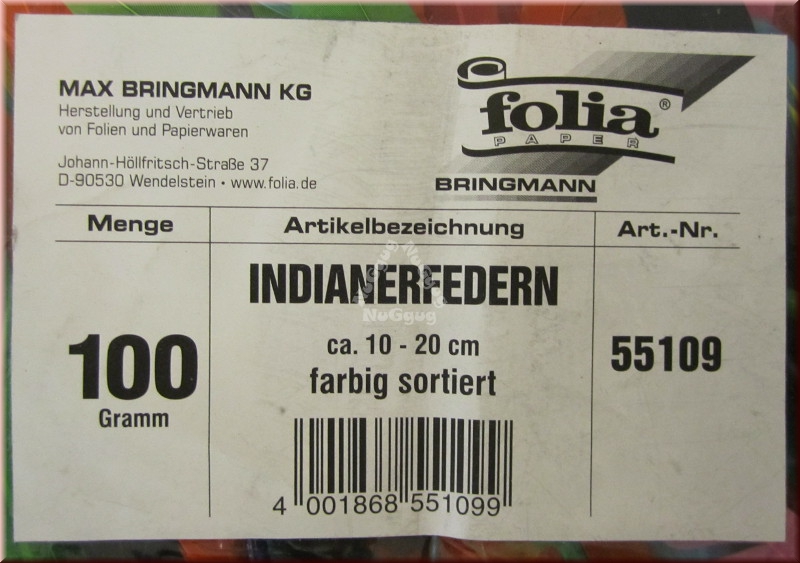 MAX BRINGMANN KG
Herstellung und Vertrieb
von Folien und Papierwaren
Johann-Höllfritsch-Straße 37
D-90530 Wendelstein • www.folia.de
folia®
PAPER
BRINGMANN
Menge
Artikelbezeichnung
Art.-Nr.
INDIANERFEDERN
NuGgug NuGgug
NuGgug
100
Gramm
ca. 10 - 20 cm
farbig sortiert
55109
4 001868 551099